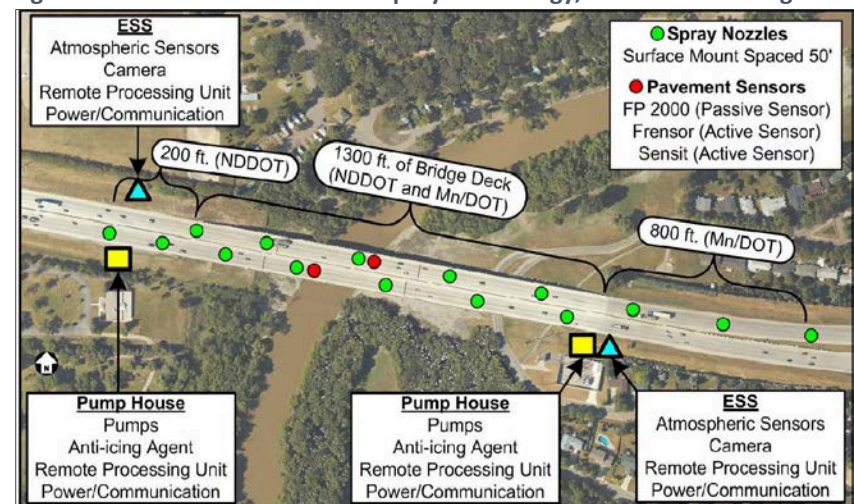 ESS
Atmospheric Sensors
Camera
Remote Processing Unit
Power/Communication
Spray Nozzles
Surface Mount Spaced 50'
Pavement Sensors
FP 2000 (Passive Sensor)
Frensor (Active Sensor)
Sensit (Active Sensor)
200 ft. (NDDOT)
1300 ft. of Bridge Deck
(NDDOT and Mn/DOT)
800 ft. (Mn/DOT)
N
Pump House
Pumps
Anti-icing Agent
Remote Processing Unit
Power/Communication
Pump House
Pumps
Anti-icing Agent
Remote Processing Unit
Power/Communication
ESS
Atmospheric Sensors
Camera
Remote Processing Unit
Power/Communication